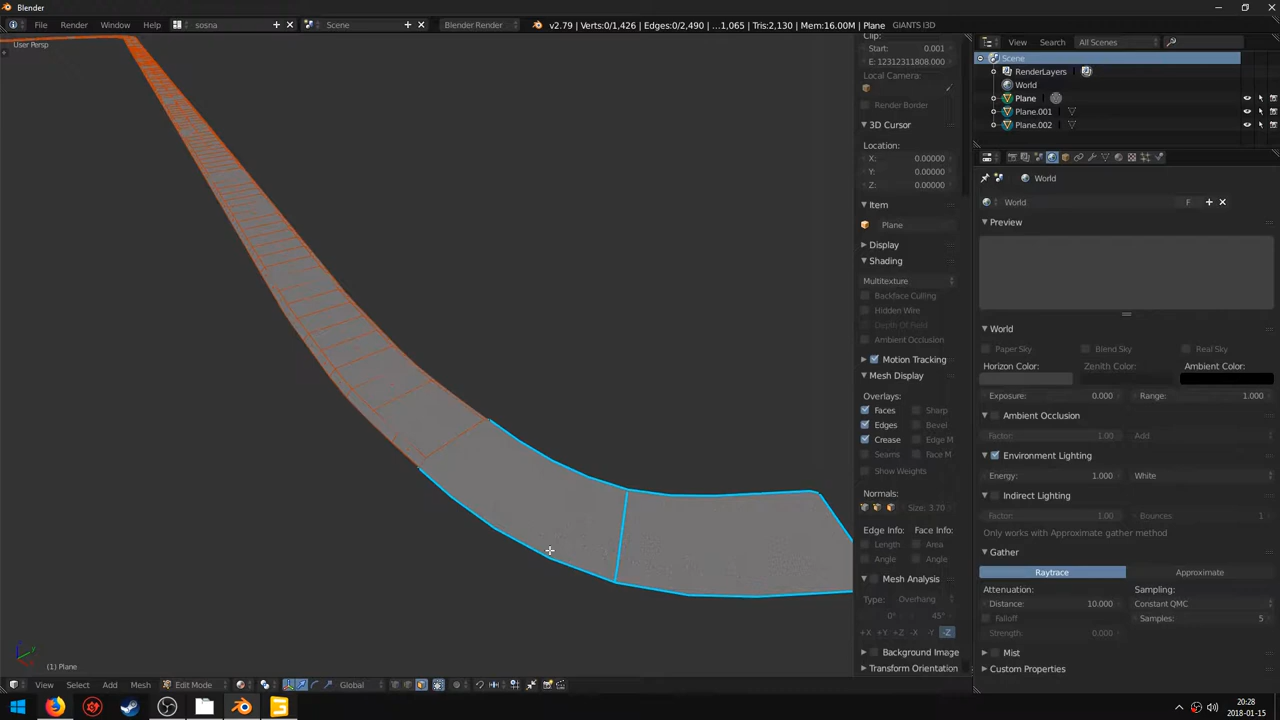 Blender
File Render Window Help sosna Scene Blender Render v2.79 | Verts:0/1,426 | Edges:0/2,490 | ...1,065 | Tris:2,130 | Mem:16.00M | Plane GIANTS I3D
User Persp
Clip:
Start: 0.001
E: 12312311808.000
Local Camera:
Render Border
3D Cursor
Location:
X: 0.00000
Y: 0.00000
Z: 0.00000
Item
Plane
Display
Shading
Multitexture
Backface Culling
Hidden Wire
Depth Of Field
Ambient Occlusion
Motion Tracking
Mesh Display
Overlays:
Faces Sharp
Edges Bevel
Crease Edge M
Seams Face M
Show Weights
Normals:
Size: 3.70
Edge Info: Face Info:
Length Area
Angle Angle
Mesh Analysis
Type: Overhang
0° 45°
+X +Y +Z -X -Y -Z
Background Image
Transform Orientation
View Search All Scenes
Scene
RenderLayers
World
Plane
Plane.001
Plane.002
World
World F
Preview
World
Paper Sky Blend Sky Real Sky
Horizon Color: Zenith Color: Ambient Color:
Exposure: 0.000 Range: 1.000
Ambient Occlusion
Factor: 1.00 Add
Environment Lighting
Energy: 1.000 White
Indirect Lighting
Factor: 1.00 Bounces: 1
Only works with Approximate gather method
Gather
Raytrace Approximate
Attenuation: Sampling:
Distance: 10.000 Constant QMC
Falloff Samples: 5
Strength: 0.000
Mist
Custom Properties
(1) Plane
View Select Add Mesh Edit Mode Global
20:28
2018-01-15